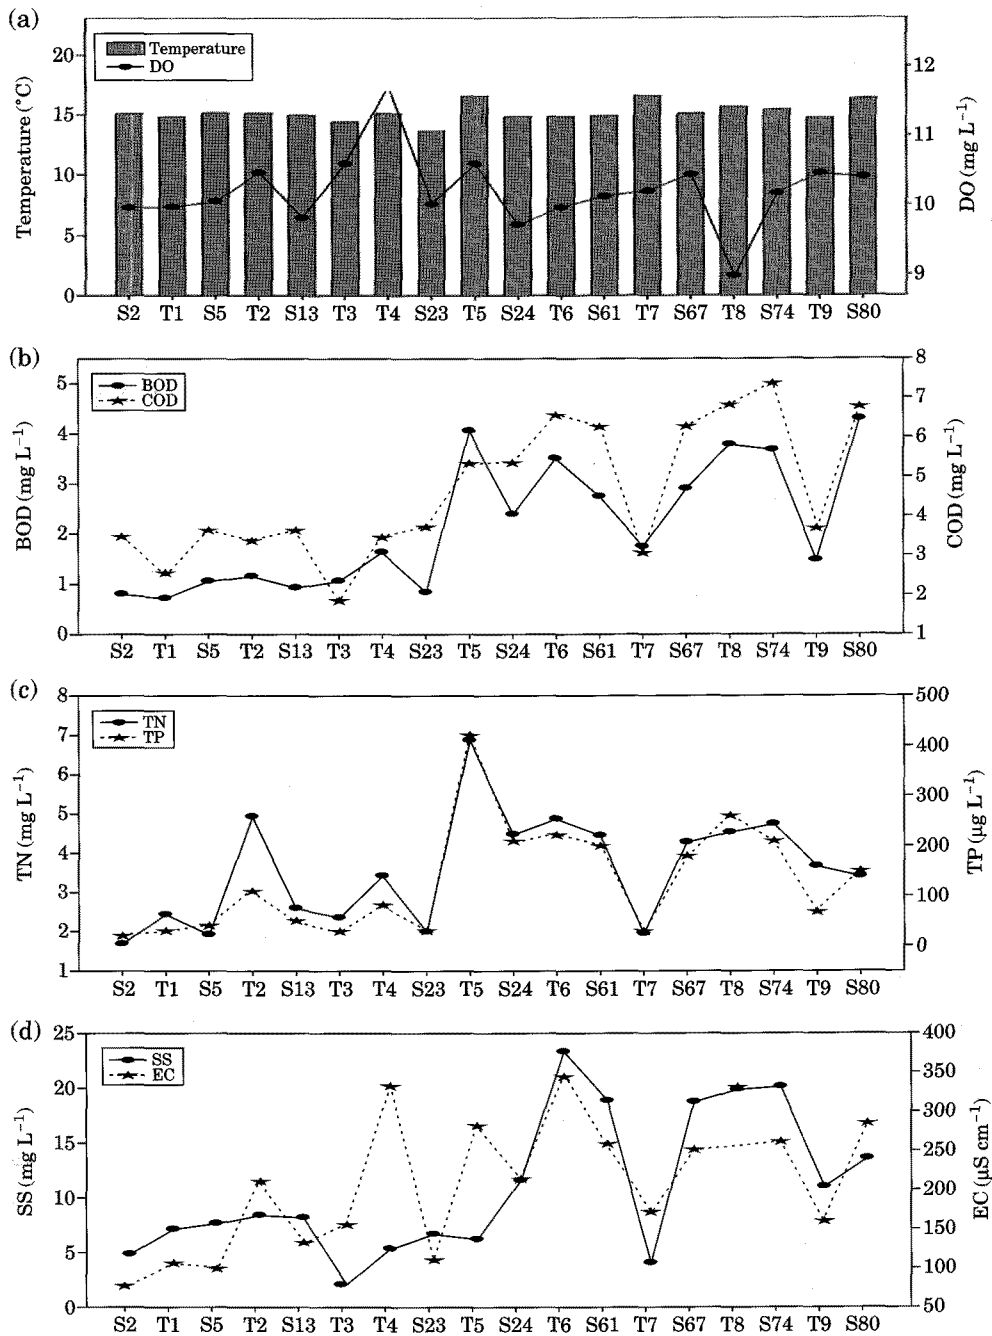 (a)
Temperature
DO
Temperature (°C)
20
15
10
5
0
DO (mg L⁻¹)
12
11
10
9
S2 T1 S5 T2 S13 T3 T4 S23 T5 S24 T6 S61 T7 S67 T8 S74 T9 S80
(b)
BOD
COD
BOD (mg L⁻¹)
5
4
3
2
1
0
COD (mg L⁻¹)
8
7
6
5
4
3
2
1
S2 T1 S5 T2 S13 T3 T4 S23 T5 S24 T6 S61 T7 S67 T8 S74 T9 S80
(c)
TN
TP
TN (mg L⁻¹)
8
7
6
5
4
3
2
1
TP (µg L⁻¹)
500
400
300
200
100
0
S2 T1 S5 T2 S13 T3 T4 S23 T5 S24 T6 S61 T7 S67 T8 S74 T9 S80
(d)
SS
EC
SS (mg L⁻¹)
25
20
15
10
5
0
EC (µS cm⁻¹)
400
350
300
250
200
150
100
50
S2 T1 S5 T2 S13 T3 T4 S23 T5 S24 T6 S61 T7 S67 T8 S74 T9 S80